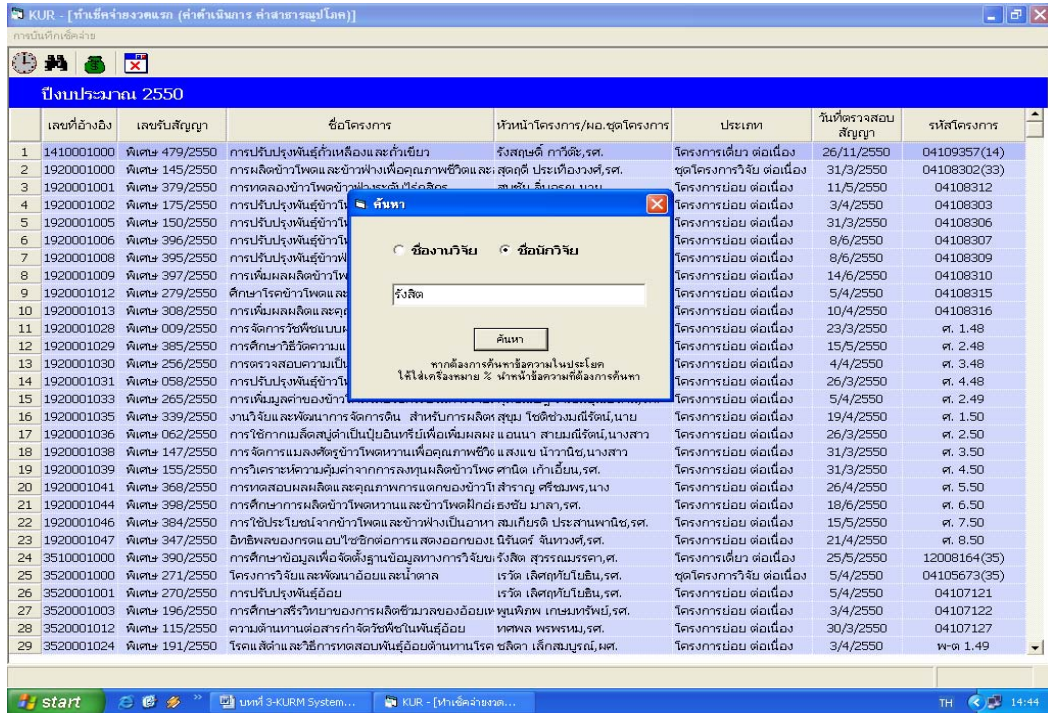 KUR - [ทำเช็คจ่ายงวดแรก (ค่าดำเนินการ ค่าสาธารณูปโภค)]
การบันทึกเช็คจ่าย
ปีงบประมาณ 2550
เลขที่อ้างอิง เลขรับสัญญา ชื่อโครงการ หัวหน้าโครงการ/ผอ.ชุดโครงการ ประเภท วันที่ตรวจสอบสัญญา รหัสโครงการ
1 1410001000 พิเศษ 479/2550 การปรับปรุงพันธุ์ถั่วเหลืองและถั่วเขียว รังสฤษดิ์ กาวีต๊ะ,รศ. โครงการเดี่ยว ต่อเนื่อง 26/11/2550 04109357(14)
2 1920001000 พิเศษ 145/2550 การผลิตข้าวโพดและข้าวฟ่างเพื่อคุณภาพชีวิตและ สุตฤดี ประเทืองวงศ์,รศ. ชุดโครงการวิจัย ต่อเนื่อง 31/3/2550 04108302(33)
3 1920001001 พิเศษ 379/2550 โครงการย่อย ต่อเนื่อง 11/5/2550 04108312
4 1920001002 พิเศษ 175/2550 การปรับปรุงพันธุ์ข้าวโ โครงการย่อย ต่อเนื่อง 3/4/2550 04108303
5 1920001005 พิเศษ 150/2550 การปรับปรุงพันธุ์ข้าวโ โครงการย่อย ต่อเนื่อง 31/3/2550 04108306
6 1920001006 พิเศษ 396/2550 การปรับปรุงพันธุ์ข้าวโ โครงการย่อย ต่อเนื่อง 8/6/2550 04108307
7 1920001008 พิเศษ 395/2550 การปรับปรุงพันธุ์ข้าวฟ โครงการย่อย ต่อเนื่อง 8/6/2550 04108309
8 1920001009 พิเศษ 397/2550 การเพิ่มผลผลิตข้าวโพ โครงการย่อย ต่อเนื่อง 14/6/2550 04108310
9 1920001012 พิเศษ 279/2550 ศึกษาโรคข้าวโพดและ โครงการย่อย ต่อเนื่อง 5/4/2550 04108315
10 1920001013 พิเศษ 308/2550 การเพิ่มผลผลิตและคุ โครงการย่อย ต่อเนื่อง 10/4/2550 04108316
11 1920001028 พิเศษ 009/2550 การจัดการวัชพืชแบบผ โครงการย่อย ต่อเนื่อง 23/3/2550 ศ. 1.48
12 1920001029 พิเศษ 385/2550 การศึกษาวิธีวัดความแ โครงการย่อย ต่อเนื่อง 15/5/2550 ศ. 2.48
13 1920001030 พิเศษ 256/2550 การตรวจสอบความเป็ โครงการย่อย ต่อเนื่อง 4/4/2550 ศ. 3.48
14 1920001031 พิเศษ 058/2550 การปรับปรุงพันธุ์ข้าวโ โครงการย่อย ต่อเนื่อง 26/3/2550 ศ. 4.48
15 1920001033 พิเศษ 265/2550 การเพิ่มมูลค่าของข้าว โครงการย่อย ต่อเนื่อง 5/4/2550 ศ. 2.49
16 1920001035 พิเศษ 339/2550 งานวิจัยและพัฒนาการจัดการดิน สำหรับการผลิต สุขุม โชติช่วงมณีรัตน์,นาย โครงการย่อย ต่อเนื่อง 19/4/2550 ศ. 1.50
17 1920001036 พิเศษ 062/2550 การใช้กากเมล็ดสบู่ดำเป็นปุ๋ยอินทรีย์เพื่อเพิ่มผลผ แอนนา สายมณีรัตน์,นางสาว โครงการย่อย ต่อเนื่อง 26/3/2550 ศ. 2.50
18 1920001038 พิเศษ 147/2550 การจัดการแมลงศัตรูข้าวโพดหวานเพื่อคุณภาพชีวิ แสงแข น้าวานิช,นางสาว โครงการย่อย ต่อเนื่อง 31/3/2550 ศ. 3.50
19 1920001039 พิเศษ 155/2550 การวิเคราะห์ความคุ้มค่าจากการลงทุนผลิตข้าวโพด ศานิต เก้าเอี้ยน,รศ. โครงการย่อย ต่อเนื่อง 31/3/2550 ศ. 4.50
20 1920001041 พิเศษ 368/2550 การทดสอบผลผลิตและคุณภาพการแตกของข้าวโ สำราญ ศรีชมพร,นาง โครงการย่อย ต่อเนื่อง 26/4/2550 ศ. 5.50
21 1920001044 พิเศษ 398/2550 การศึกษาการผลิตข้าวโพดหวานและข้าวโพดฝักอ่ ธงชัย มาลา,รศ. โครงการย่อย ต่อเนื่อง 18/6/2550 ศ. 6.50
22 1920001046 พิเศษ 384/2550 การใช้ประโยชน์จากข้าวโพดและข้าวฟ่างเป็นอาหา สมเกียรติ ประสานพานิช,รศ. โครงการย่อย ต่อเนื่อง 15/5/2550 ศ. 7.50
23 1920001047 พิเศษ 347/2550 อิทธิพลของกรดแอบไซซิกต่อการแสดงออกของ นิรันดร์ จันทวงศ์,รศ. โครงการย่อย ต่อเนื่อง 21/4/2550 ศ. 8.50
24 3510001000 พิเศษ 390/2550 การศึกษาข้อมูลเพื่อจัดตั้งฐานข้อมูลทางการวิจัยข รังสิต สุวรรณมรรคา,ศ. โครงการเดี่ยว ต่อเนื่อง 25/5/2550 12008164(35)
25 3520001000 พิเศษ 271/2550 โครงการวิจัยและพัฒนาอ้อยและน้ำตาล เรวัต เลิศฤทัยโยธิน,รศ. ชุดโครงการวิจัย ต่อเนื่อง 5/4/2550 04105673(35)
26 3520001001 พิเศษ 270/2550 การปรับปรุงพันธุ์อ้อย เรวัต เลิศฤทัยโยธิน,รศ. โครงการย่อย ต่อเนื่อง 5/4/2550 04107121
27 3520001003 พิเศษ 196/2550 การศึกษาสรีรวิทยาของการผลิตชีวมวลของอ้อยเ พูนพิภพ เกษมทรัพย์,รศ. โครงการย่อย ต่อเนื่อง 3/4/2550 04107122
28 3520001012 พิเศษ 115/2550 ความต้านทานต่อสารกำจัดวัชพืชในพันธุ์อ้อย ทศพล พรพรหม,รศ. โครงการย่อย ต่อเนื่อง 30/3/2550 04107127
29 3520001024 พิเศษ 191/2550 โรคแส้ดำและวิธีการทดสอบพันธุ์อ้อยต้านทานโรค ชลิดา เล็กสมบูรณ์,ผศ. โครงการย่อย ต่อเนื่อง 3/4/2550 พ-ต 1.49
ค้นหา
ชื่องานวิจัย ชื่อนักวิจัย
รังสิต
ค้นหา
หากต้องการค้นหาข้อความในประโยค
ให้ใส่เครื่องหมาย % นำหน้าข้อความที่ต้องการค้นหา
start บทที่ 3-KURM System... KUR - [ทำเช็คจ่ายงวด... TH 14:44